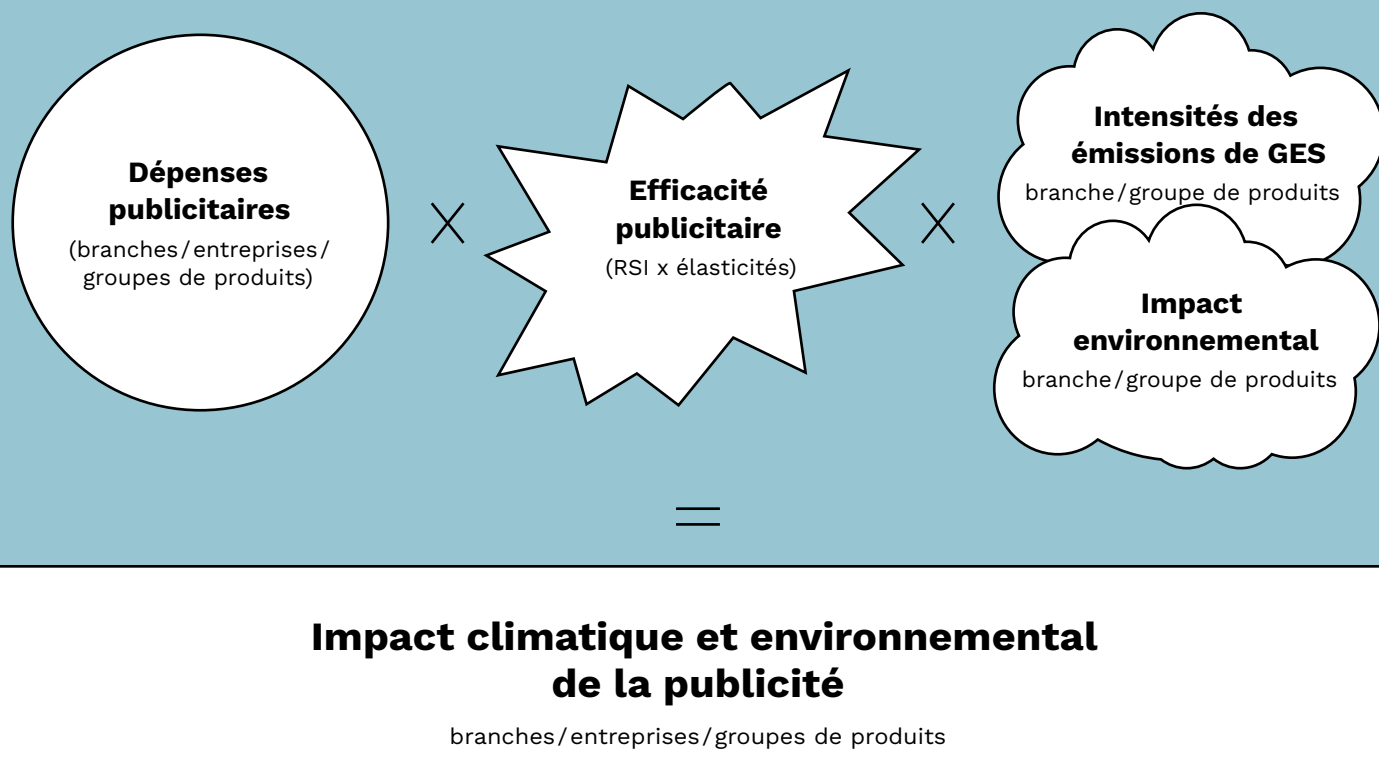 Dépenses
publicitaires
(branches/entreprises/
groupes de produits)
Efficacité
publicitaire
(RSI x élasticités)
Intensités des
émissions de GES
branche/groupe de produits
Impact
environnemental
branche/groupe de produits
Impact climatique et environnemental
de la publicité
branches/entreprises/groupes de produits